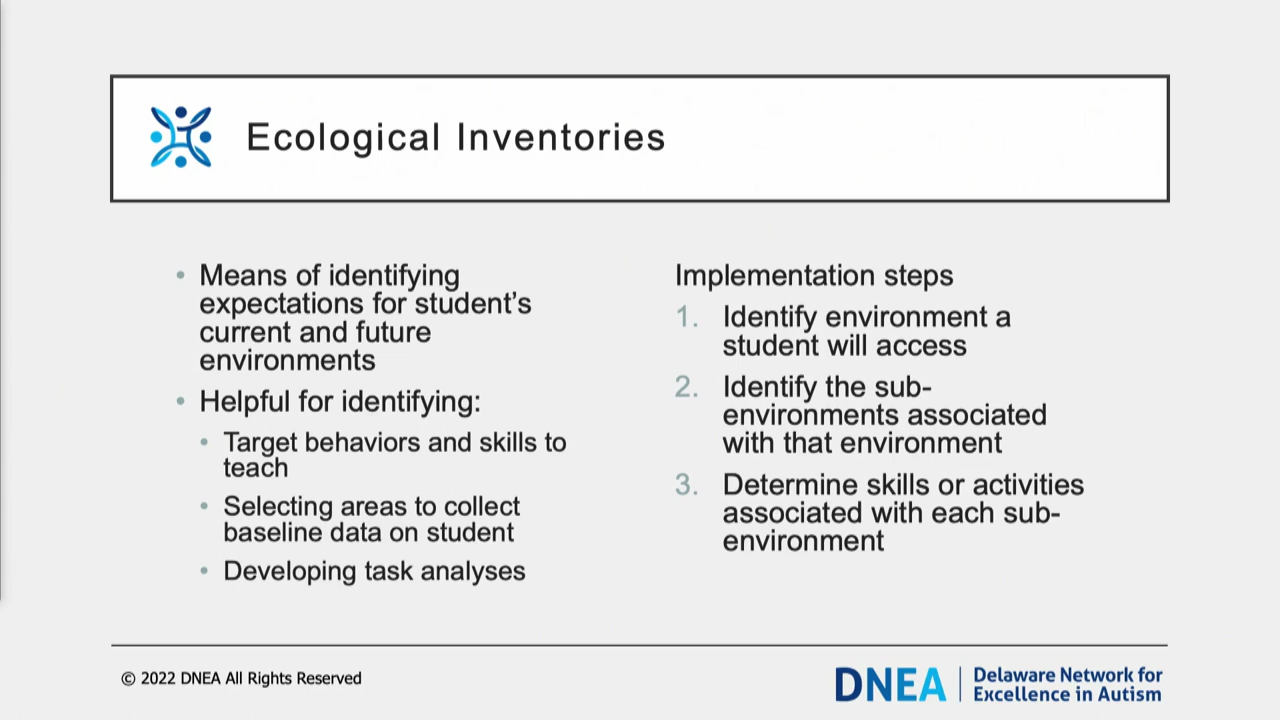 Ecological Inventories
• Means of identifying
expectations for student's
current and future
environments
• Helpful for identifying:
• Target behaviors and skills to
teach
• Selecting areas to collect
baseline data on student
• Developing task analyses
Implementation steps
1. Identify environment a
student will access
2. Identify the sub-
environments associated
with that environment
3. Determine skills or activities
associated with each sub-
environment
© 2022 DNEA All Rights Reserved
DNEA
Delaware Network for
Excellence in Autism